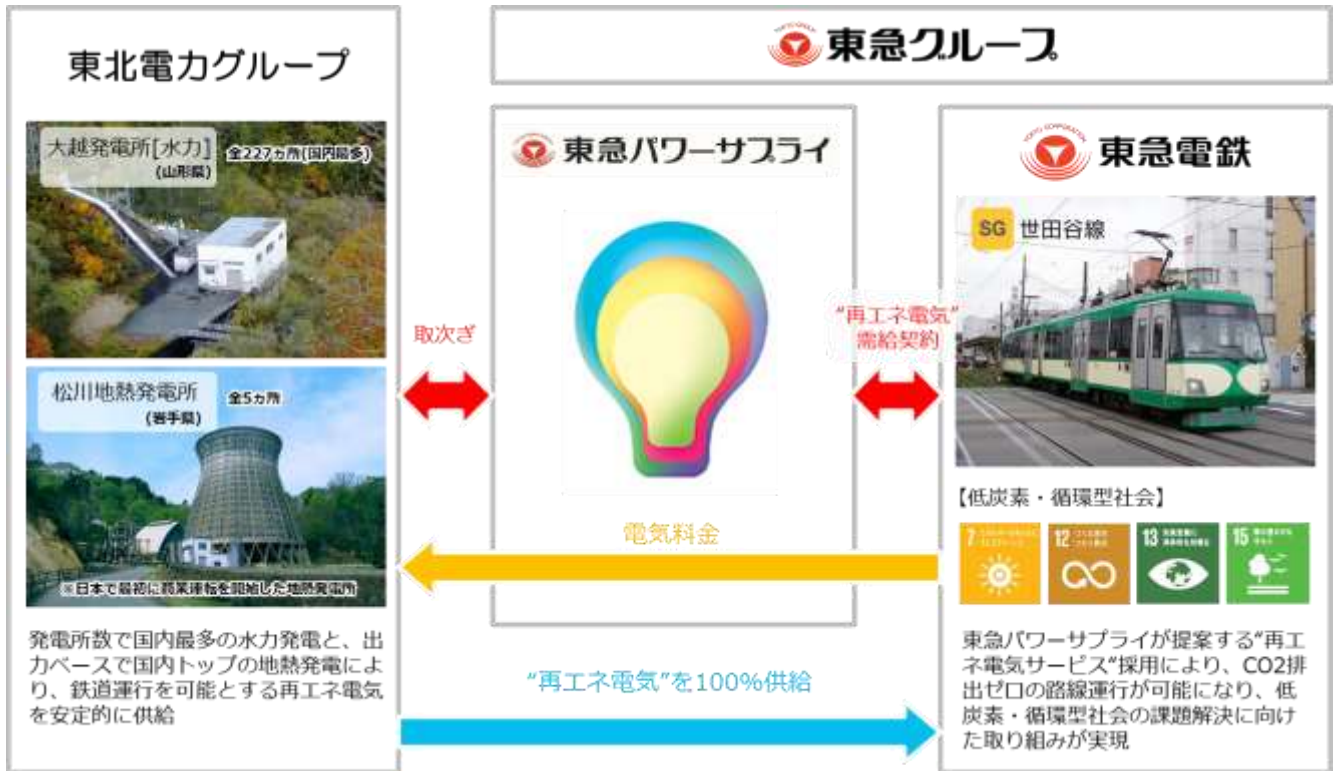 東北電力グループ
大越発電所[水力]
(山形県)
全227ヵ所(国内最多)
松川地熱発電所
(岩手県)
全5ヵ所
※日本で最初に商業運転を開始した地熱発電所
発電所数で国内最多の水力発電と、出
力ベースで国内トップの地熱発電によ
り、鉄道運行を可能とする再エネ電気
を安定的に供給
取次ぎ
東急グループ
東急パワーサプライ
電気料金
"再エネ電気"を100%供給
"再エネ電気"
需給契約
東急電鉄
SG 世田谷線
【低炭素・循環型社会】
7
12
13
15
東急パワーサプライが提案する"再エ
ネ電気サービス"採用により、CO2排
出ゼロの路線運行が可能になり、低
炭素・循環型社会の課題解決に向け
た取り組みが実現